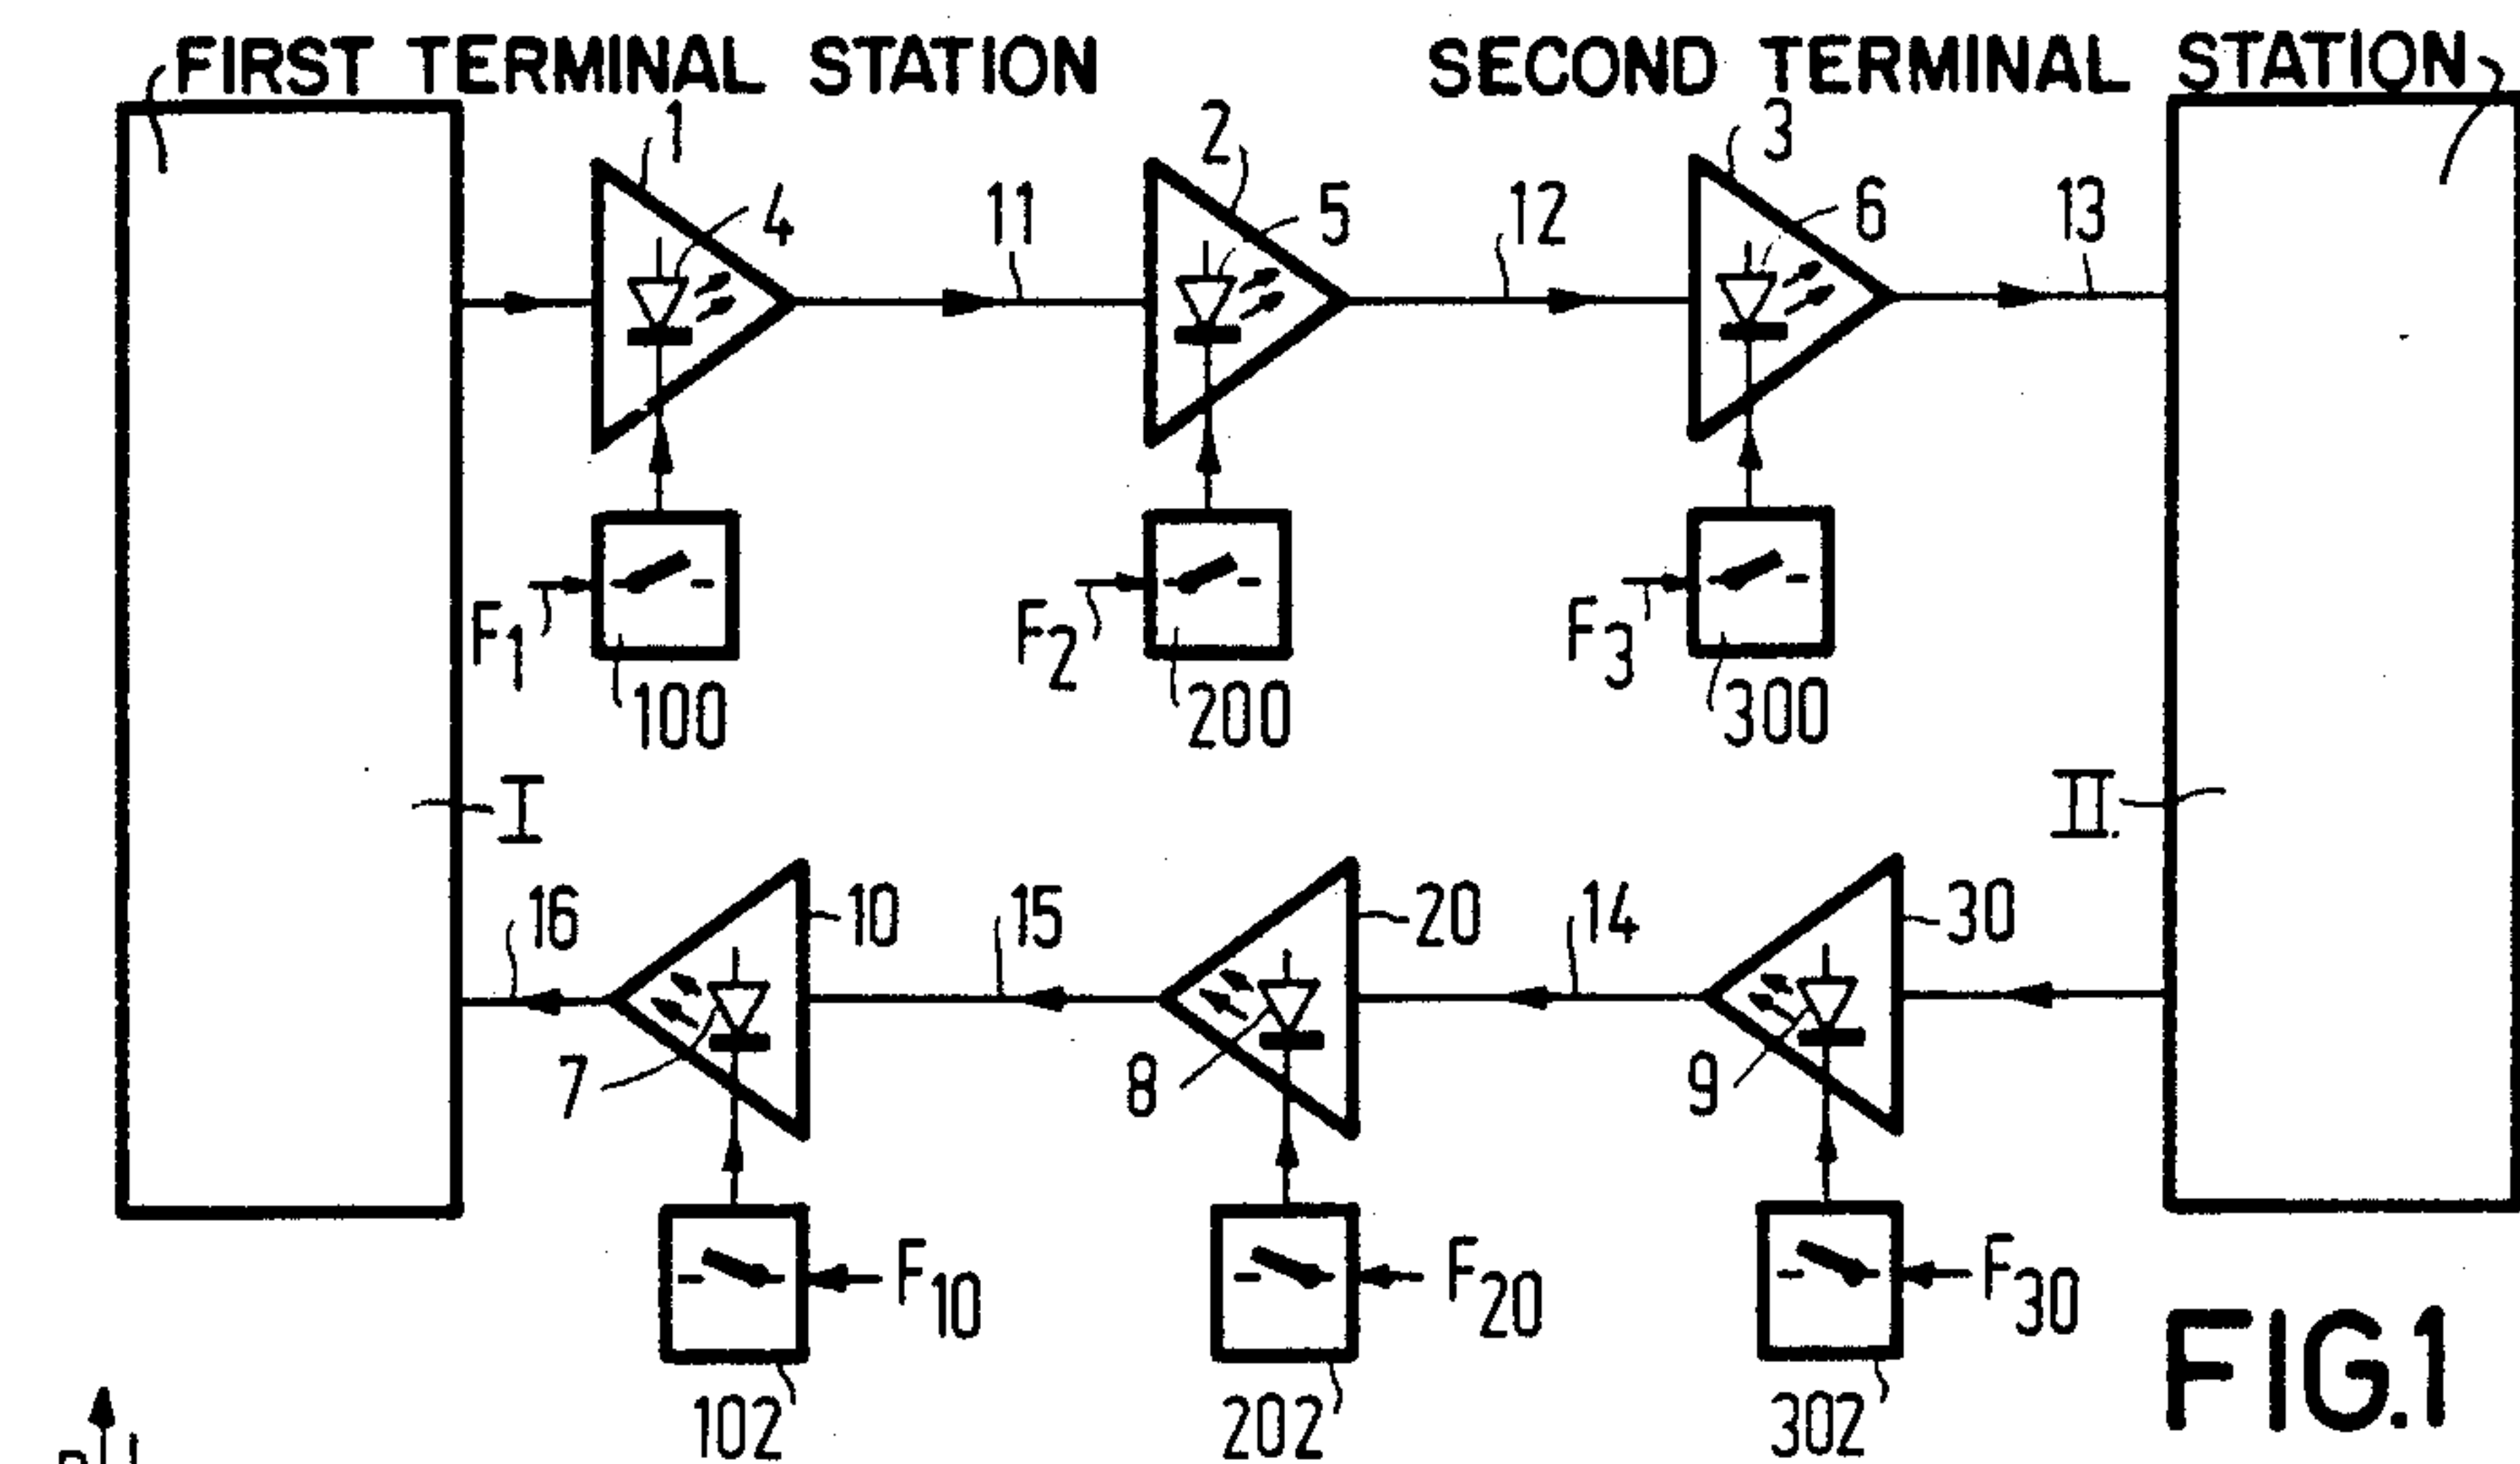 FIRST TERMINAL STATION SECOND TERMINAL STATION
1 2 3
4 11 5 12 6 13
F1 F2 F3
100 200 300
I II.
16 10 15 20 14 30
7 8 9
F10 F20 F30
102 202 302
FIG.1